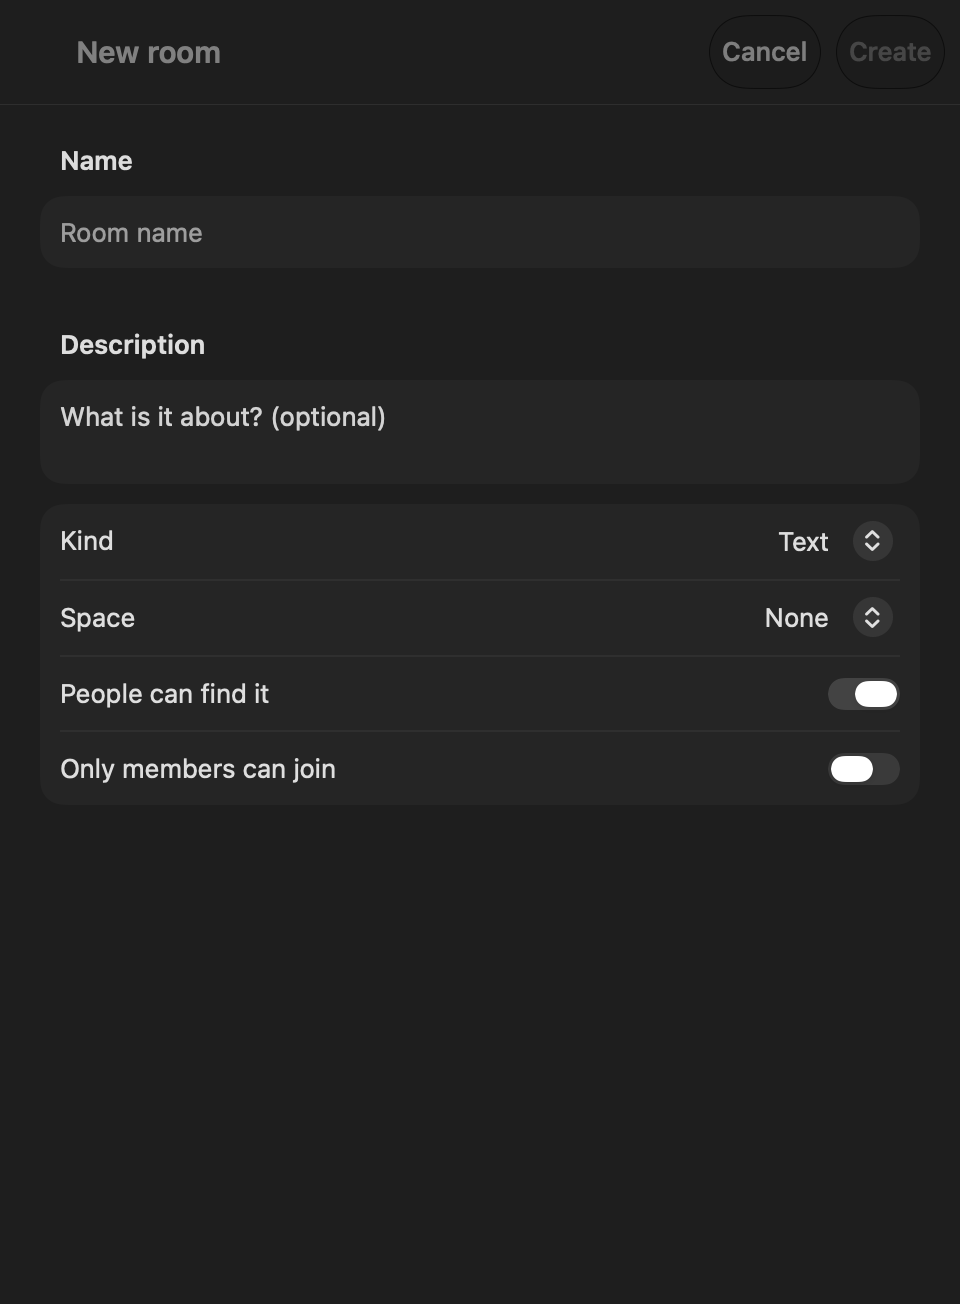 New room
Cancel
Create
Name
Room name
Description
What is it about? (optional)
Kind
Text
Space
None
People can find it
Only members can join